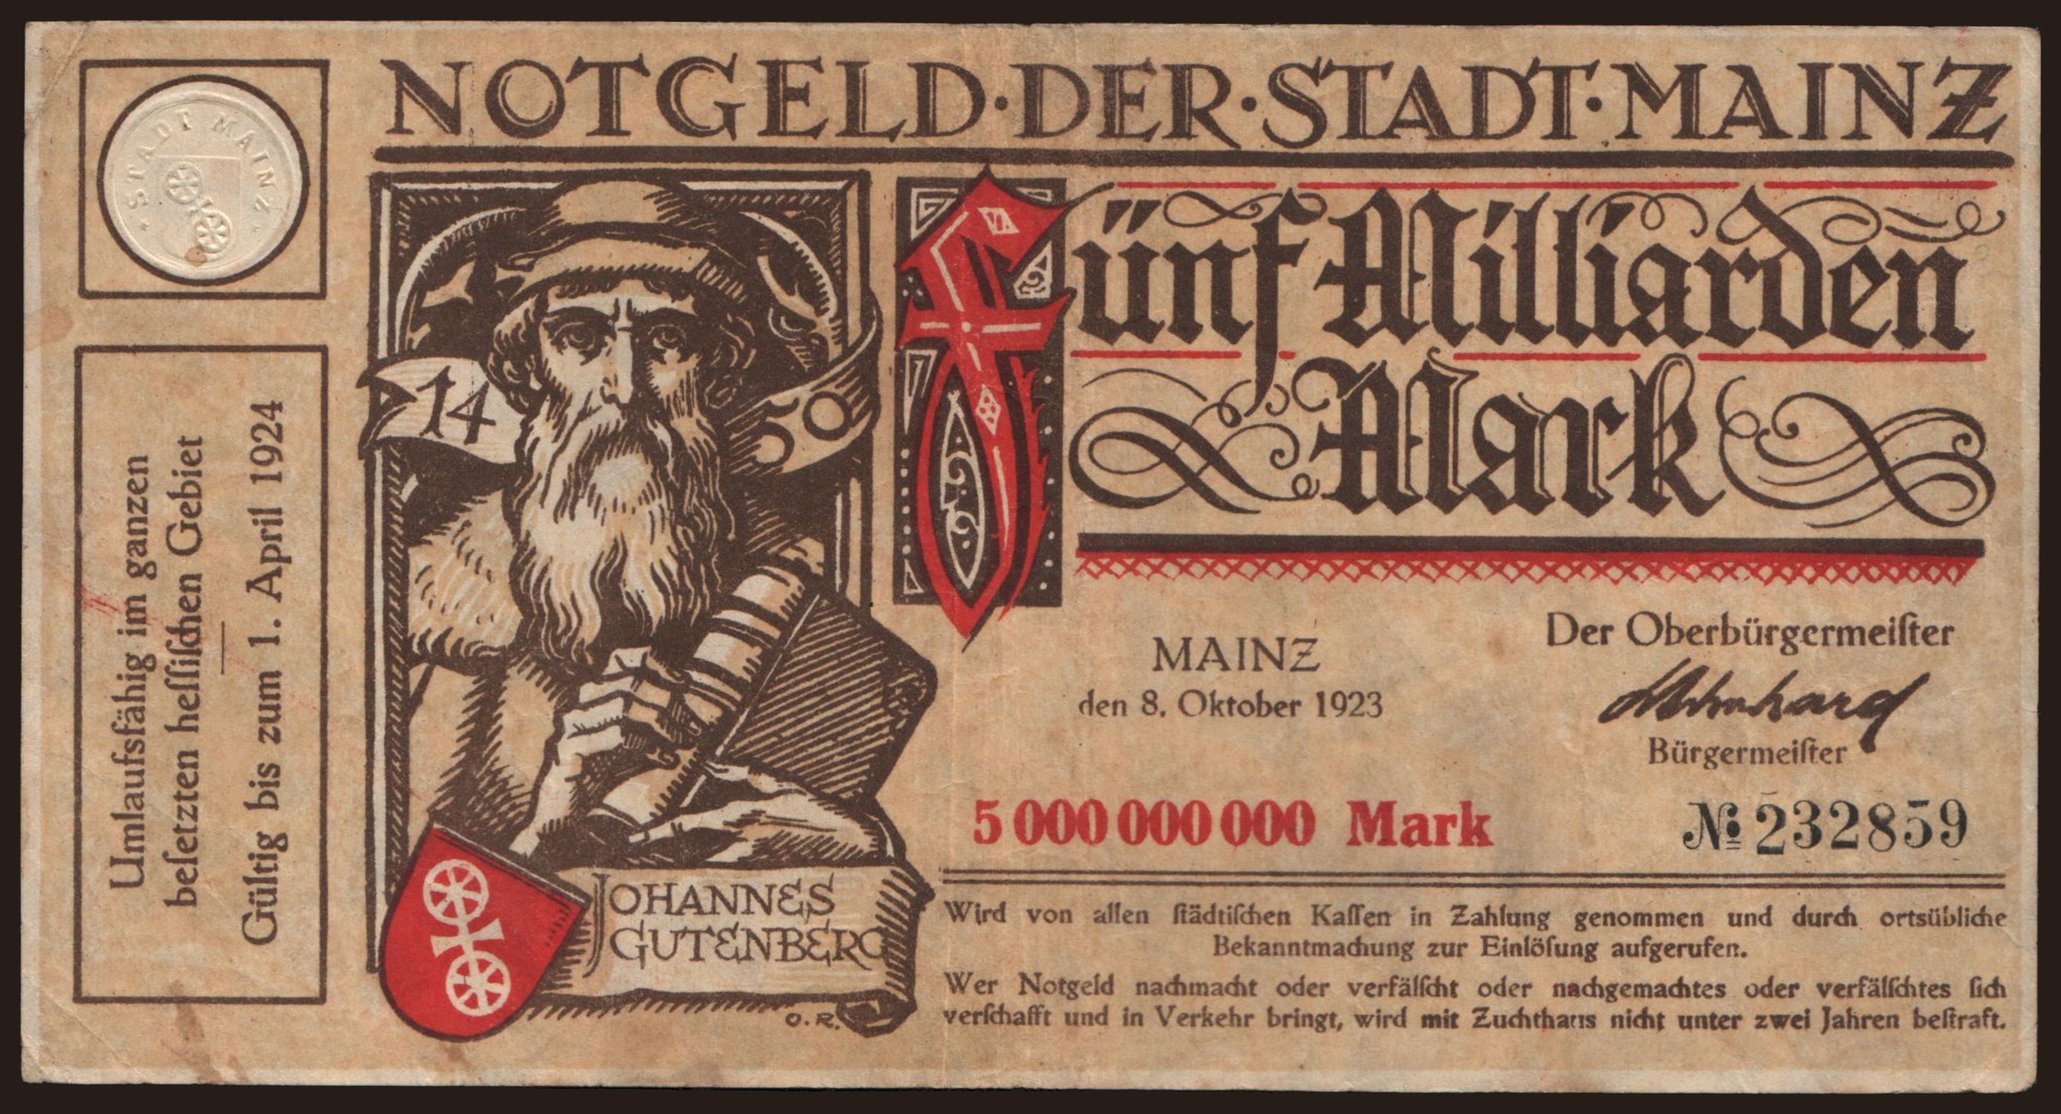 NOTGELD·DER·STADT·MAINZ
STADT MAINZ
fünf Milliarden
Mark
1450
Umlaufsfähig im ganzen
beſetzten heſſiſchen Gebiet
Gültig bis zum 1. April 1924
MAINZ
den 8. Oktober 1923
Der Oberbürgermeiſter
Bürgermeiſter
5 000 000 000 Mark
№ 232859
JOHANNES
GUTENBERG
O.R.
Wird von allen ſtädtiſchen Kaſſen in Zahlung genommen und durch ortsübliche
Bekanntmachung zur Einlöſung aufgerufen.
Wer Notgeld nachmacht oder verfälſcht oder nachgemachtes oder verfälſchtes ſich
verſchafft und in Verkehr bringt, wird mit Zuchthaus nicht unter zwei Jahren beſtraft.